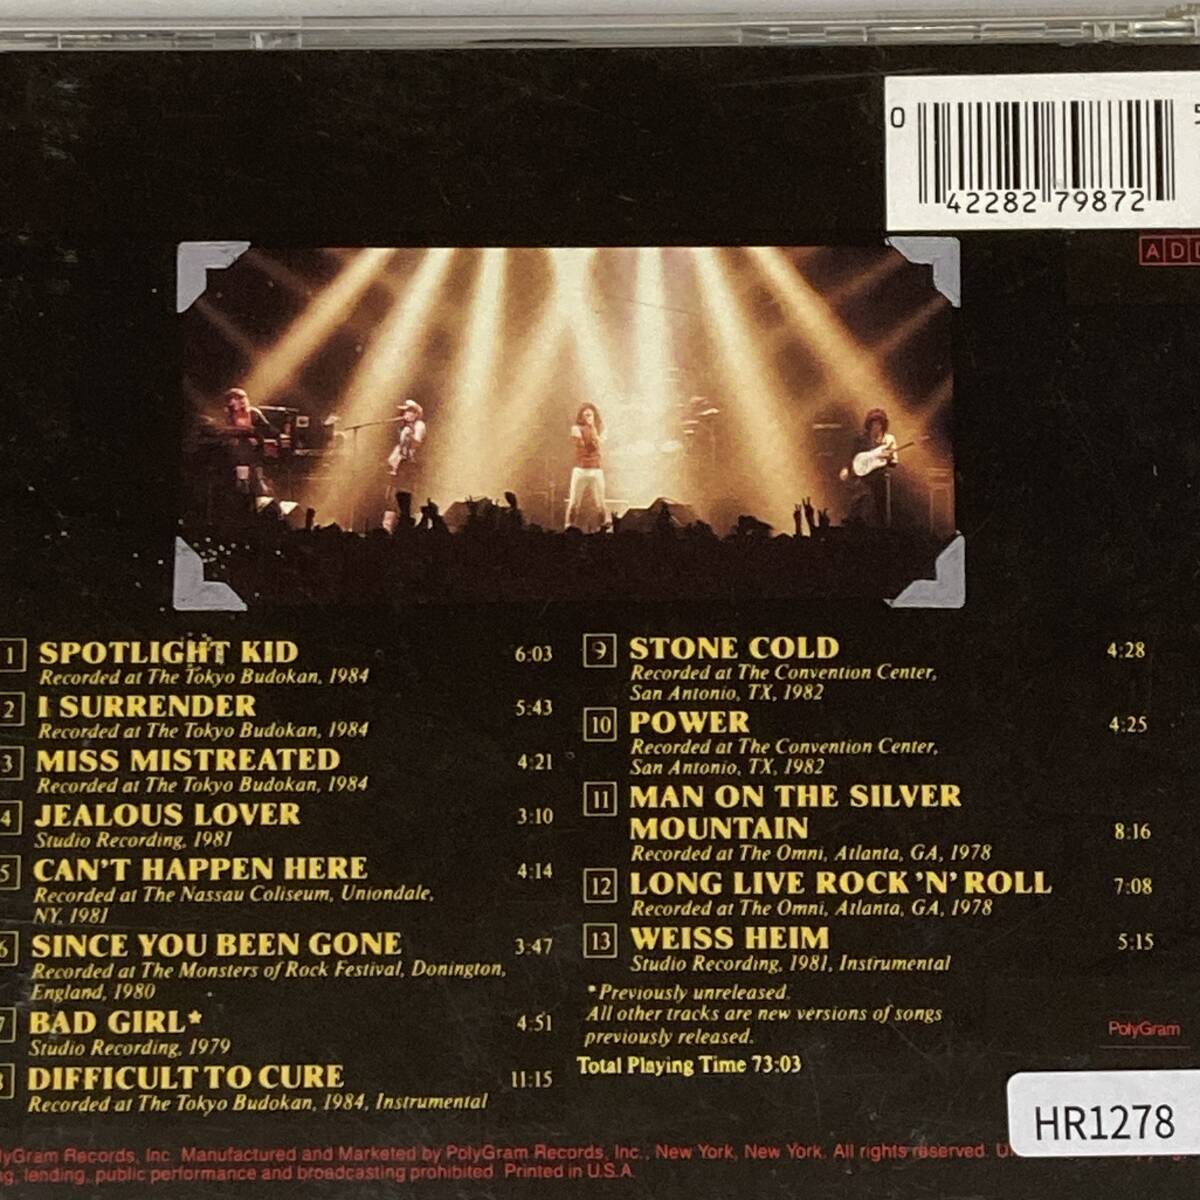 0
42282 79872
ADD
1 SPOTLIGHT KID 6:03
Recorded at The Tokyo Budokan, 1984
2 I SURRENDER 5:43
Recorded at The Tokyo Budokan, 1984
3 MISS MISTREATED 4:21
Recorded at The Tokyo Budokan, 1984
4 JEALOUS LOVER 3:10
Studio Recording, 1981
5 CAN'T HAPPEN HERE 4:14
Recorded at The Nassau Coliseum, Uniondale,
NY, 1981
6 SINCE YOU BEEN GONE 3:47
Recorded at The Monsters of Rock Festival, Donington,
England, 1980
7 BAD GIRL* 4:51
Studio Recording, 1979
8 DIFFICULT TO CURE 11:15
Recorded at The Tokyo Budokan, 1984, Instrumental
9 STONE COLD 4:28
Recorded at The Convention Center,
San Antonio, TX, 1982
10 POWER 4:25
Recorded at The Convention Center,
San Antonio, TX, 1982
11 MAN ON THE SILVER
MOUNTAIN 8:16
Recorded at The Omni, Atlanta, GA, 1978
12 LONG LIVE ROCK 'N' ROLL 7:08
Recorded at The Omni, Atlanta, GA, 1978
13 WEISS HEIM 5:15
Studio Recording, 1981, Instrumental
*Previously unreleased.
All other tracks are new versions of songs
previously released.
Total Playing Time 73:03
PolyGram
HR1278
lyGram Records, Inc. Manufactured and Marketed by PolyGram Records, Inc., New York, New York. All rights reserved.
lending, public performance and broadcasting prohibited. Printed in U.S.A.